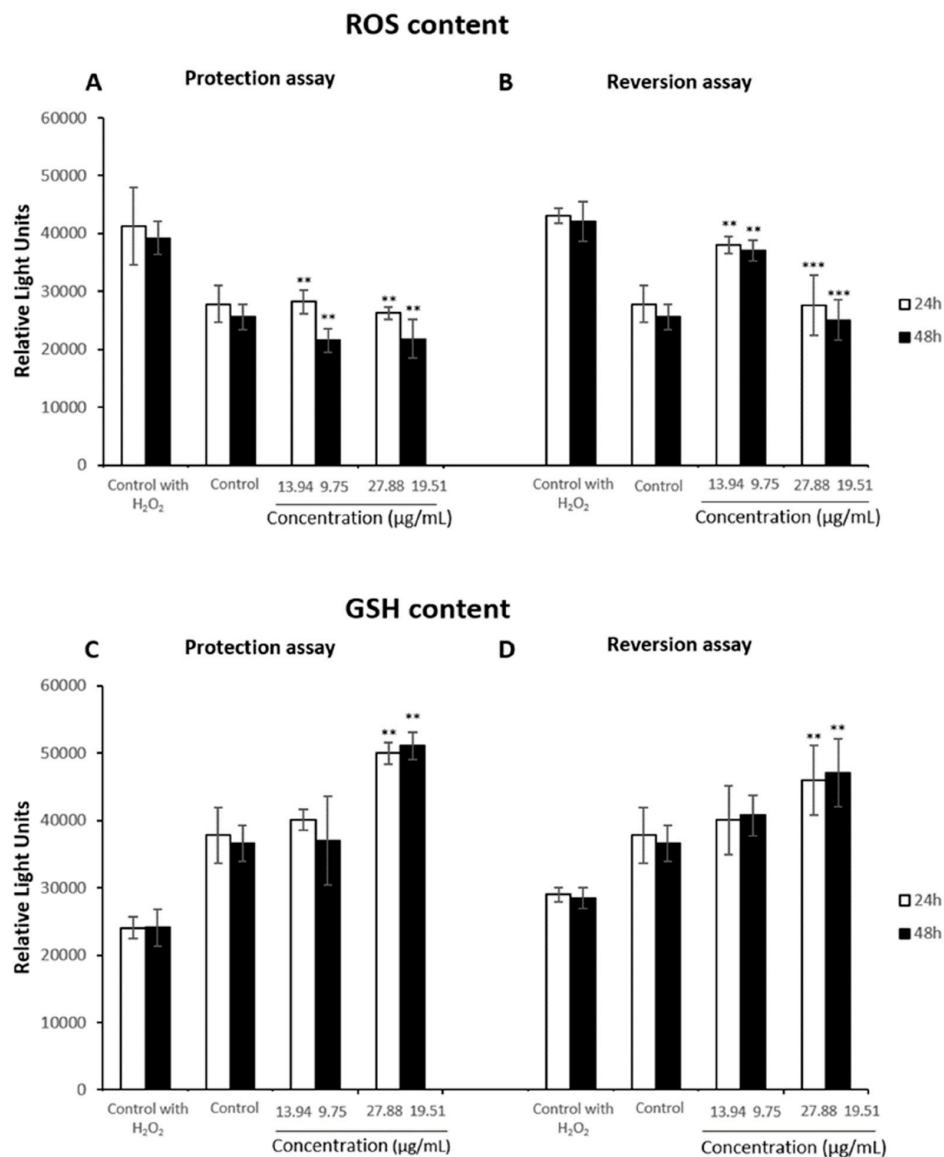 ROS content
A Protection assay
B Reversion assay
60000
50000
40000
30000
20000
10000
0
Relative Light Units
** ** ** **
** ** *** ***
24h
48h
Control with H₂O₂ Control 13.94 9.75 27.88 19.51
Concentration (µg/mL)
Control with H₂O₂ Control 13.94 9.75 27.88 19.51
Concentration (µg/mL)
GSH content
C Protection assay
D Reversion assay
60000
50000
40000
30000
20000
10000
0
Relative Light Units
** **
** **
24h
48h
Control with H₂O₂ Control 13.94 9.75 27.88 19.51
Concentration (µg/mL)
Control with H₂O₂ Control 13.94 9.75 27.88 19.51
Concentration (µg/mL)